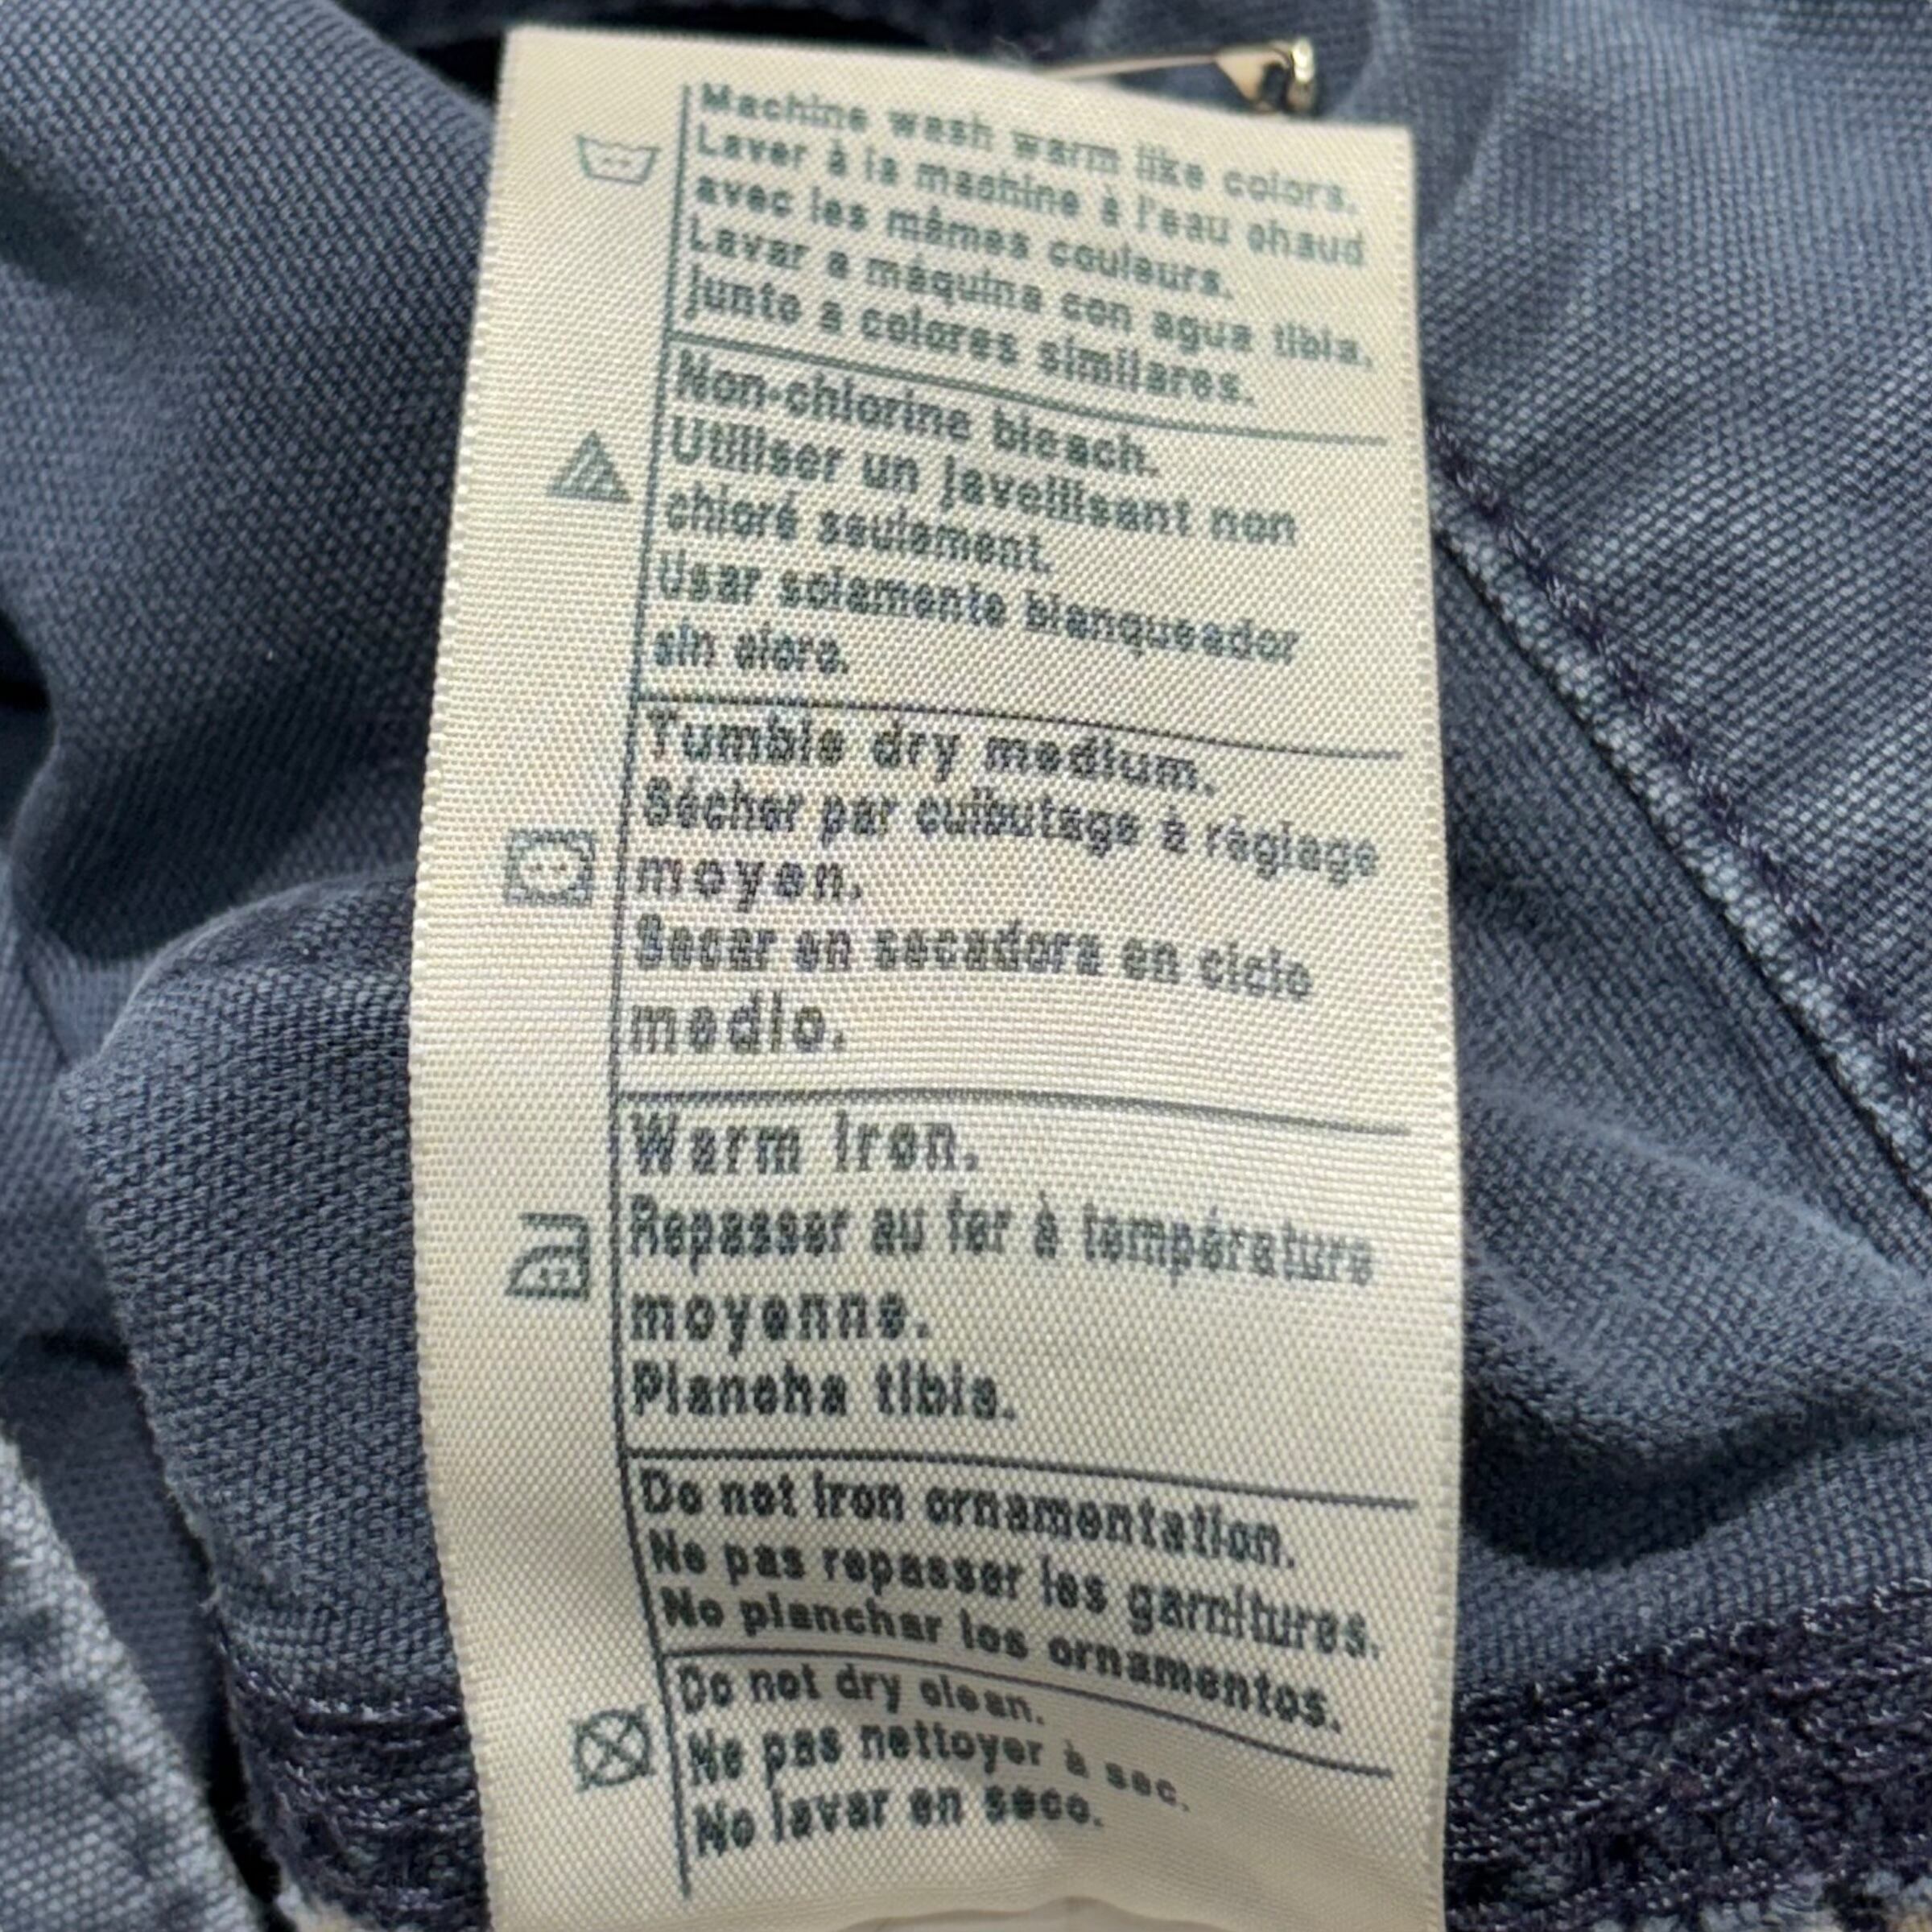 Machine wash warm like colors.
Laver à la machine à l'eau chaud
avec les mêmes couleurs.
Lavar a máquina con agua tibia,
junto a colores similares.
Non-chlorine bleach.
Utiliser un javellisant non
chloré seulement.
Usar solamente blanqueador
sin cloro.
Tumble dry medium.
Sécher par culbutage à réglage
moyen.
Secar en secadora en ciclo
medio.
Warm iron.
Repasser au fer à température
moyenne.
Plancha tibia.
Do not iron ornamentation.
Ne pas repasser les garnitures.
No planchar los ornamentos.
Do not dry clean.
Ne pas nettoyer à sec.
No lavar en seco.